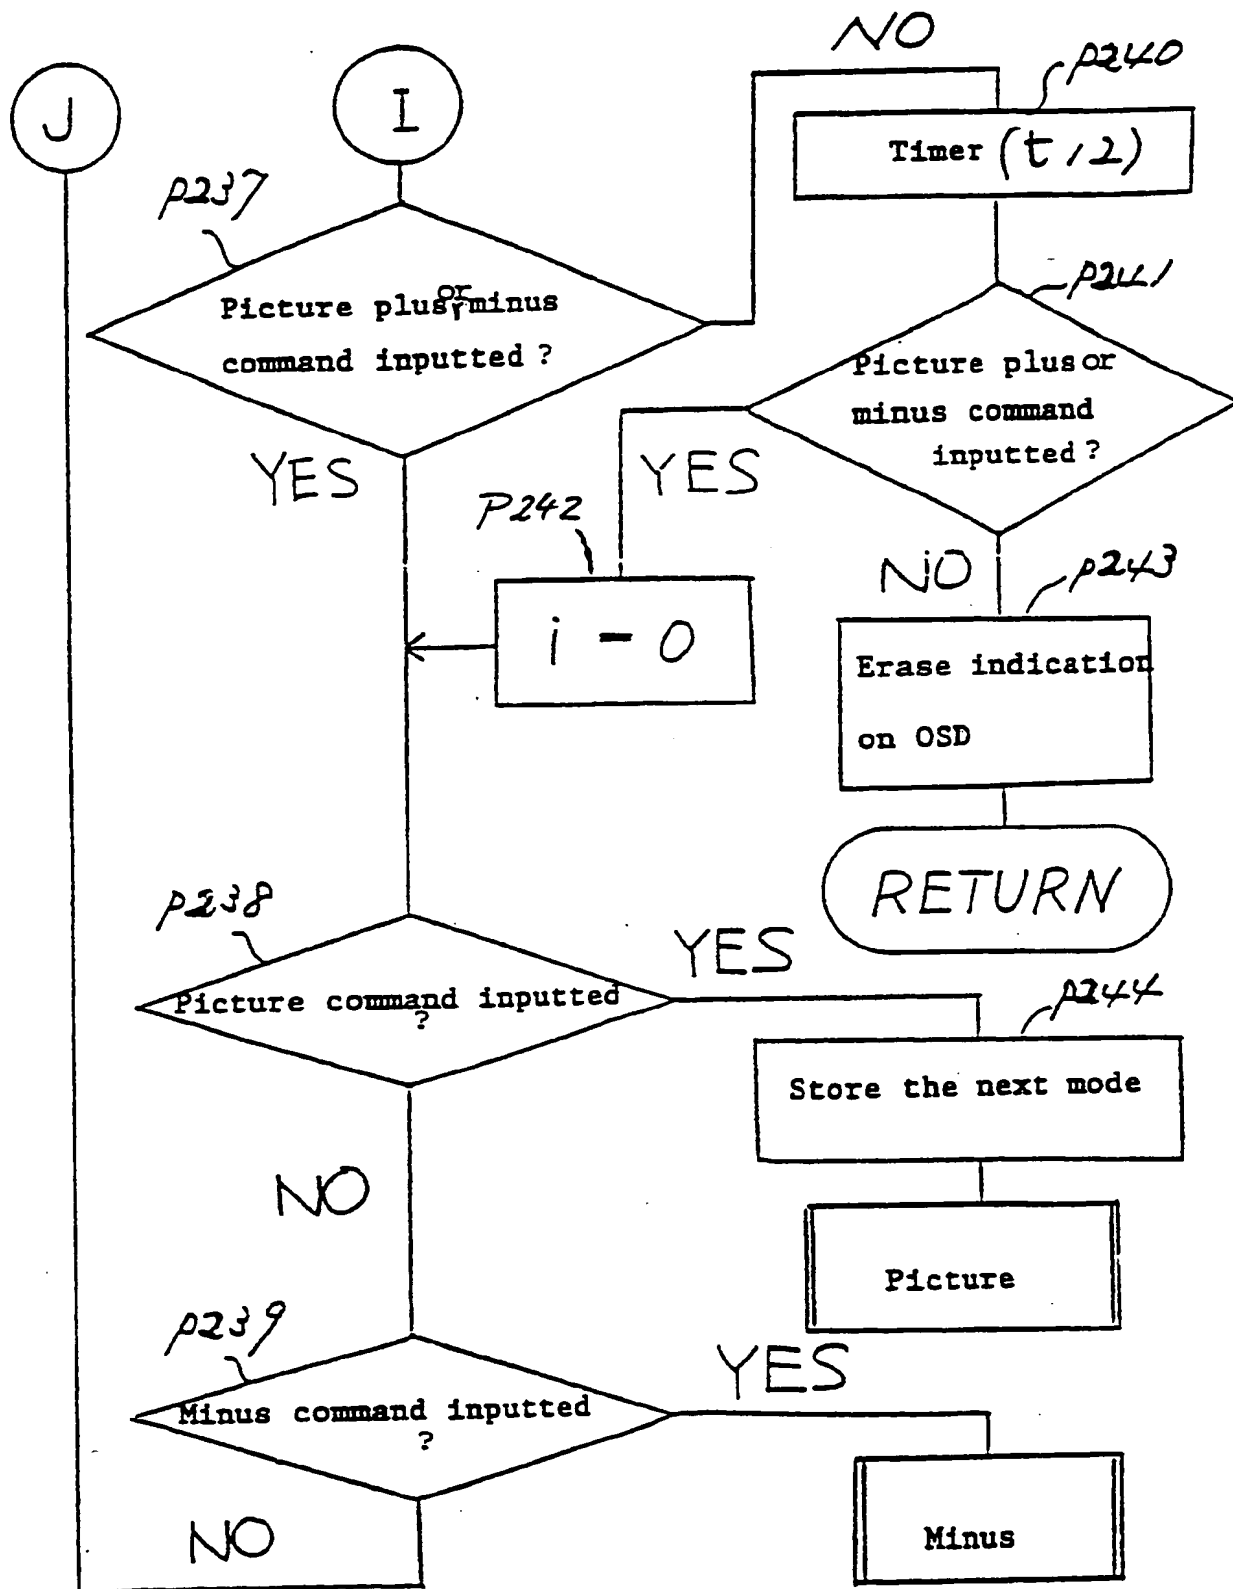 J
I
NO
P240
Timer (t, 2)
P237
Picture plus or minus
command inputted ?
P241
Picture plus or
minus command
inputted ?
YES
YES
P242
i - 0
NO
P243
Erase indication
on OSD
RETURN
P238
Picture command inputted
?
YES
P244
Store the next mode
Picture
NO
P239
Minus command inputted
?
YES
Minus
NO